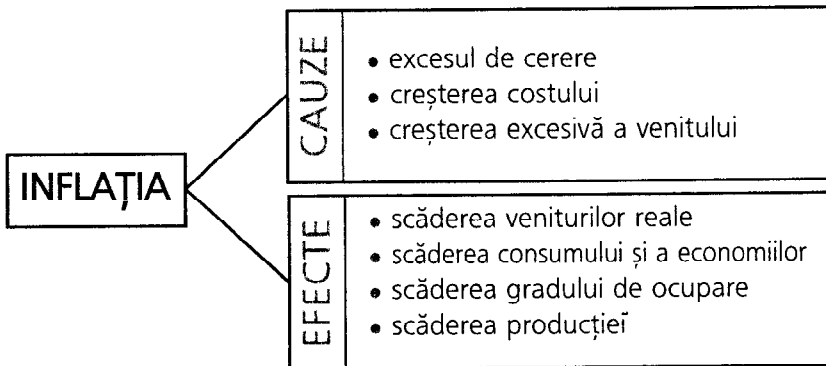 INFLAȚIA
CAUZE
• excesul de cerere
• creșterea costului
• creșterea excesivă a venitului
EFECTE
• scăderea veniturilor reale
• scăderea consumului și a economiilor
• scăderea gradului de ocupare
• scăderea producției